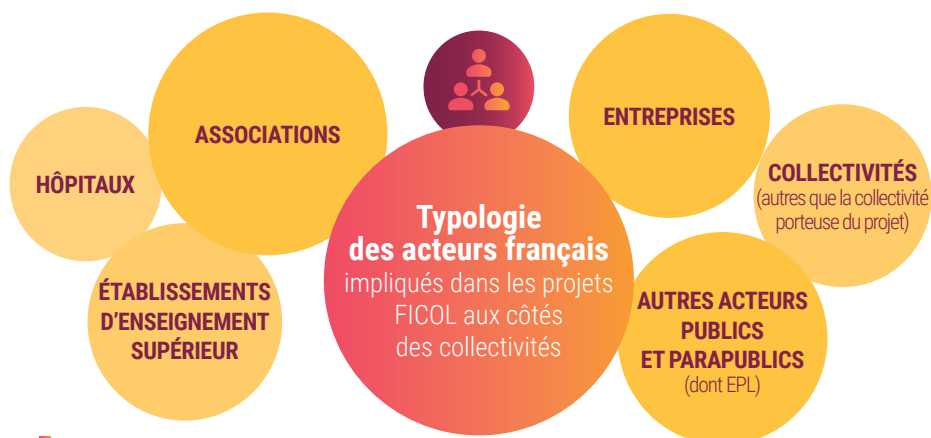 ASSOCIATIONS
HÔPITAUX
ÉTABLISSEMENTS
D'ENSEIGNEMENT
SUPÉRIEUR
Typologie
des acteurs français
impliqués dans les projets
FICOL aux côtés
des collectivités
ENTREPRISES
COLLECTIVITÉS
(autres que la collectivité
porteuse du projet)
AUTRES ACTEURS
PUBLICS
ET PARAPUBLICS
(dont EPL)